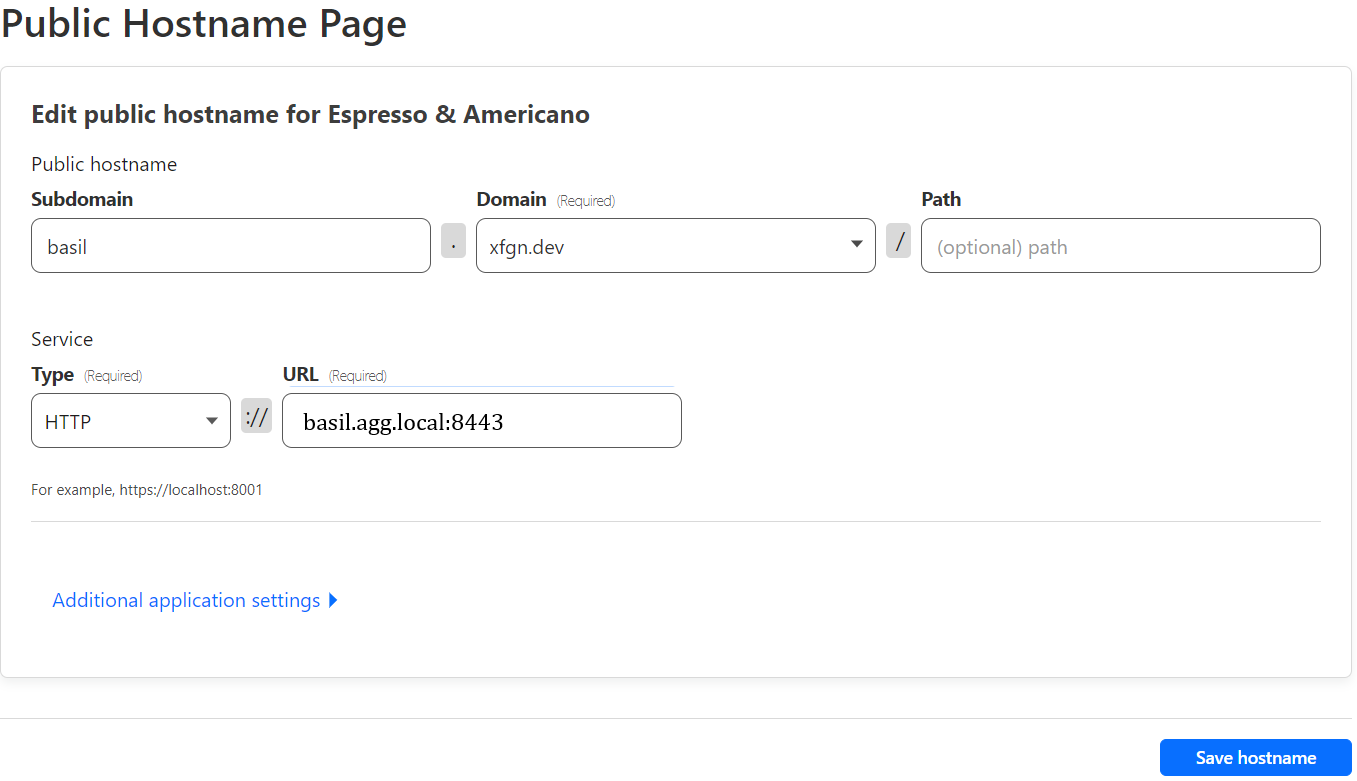 Public Hostname Page
Edit public hostname for Espresso & Americano
Public hostname
Subdomain Domain (Required) Path
basil . xfgn.dev / (optional) path
Service
Type (Required) URL (Required)
HTTP :// basil.agg.local:8443
For example, https://localhost:8001
Additional application settings
Save hostname